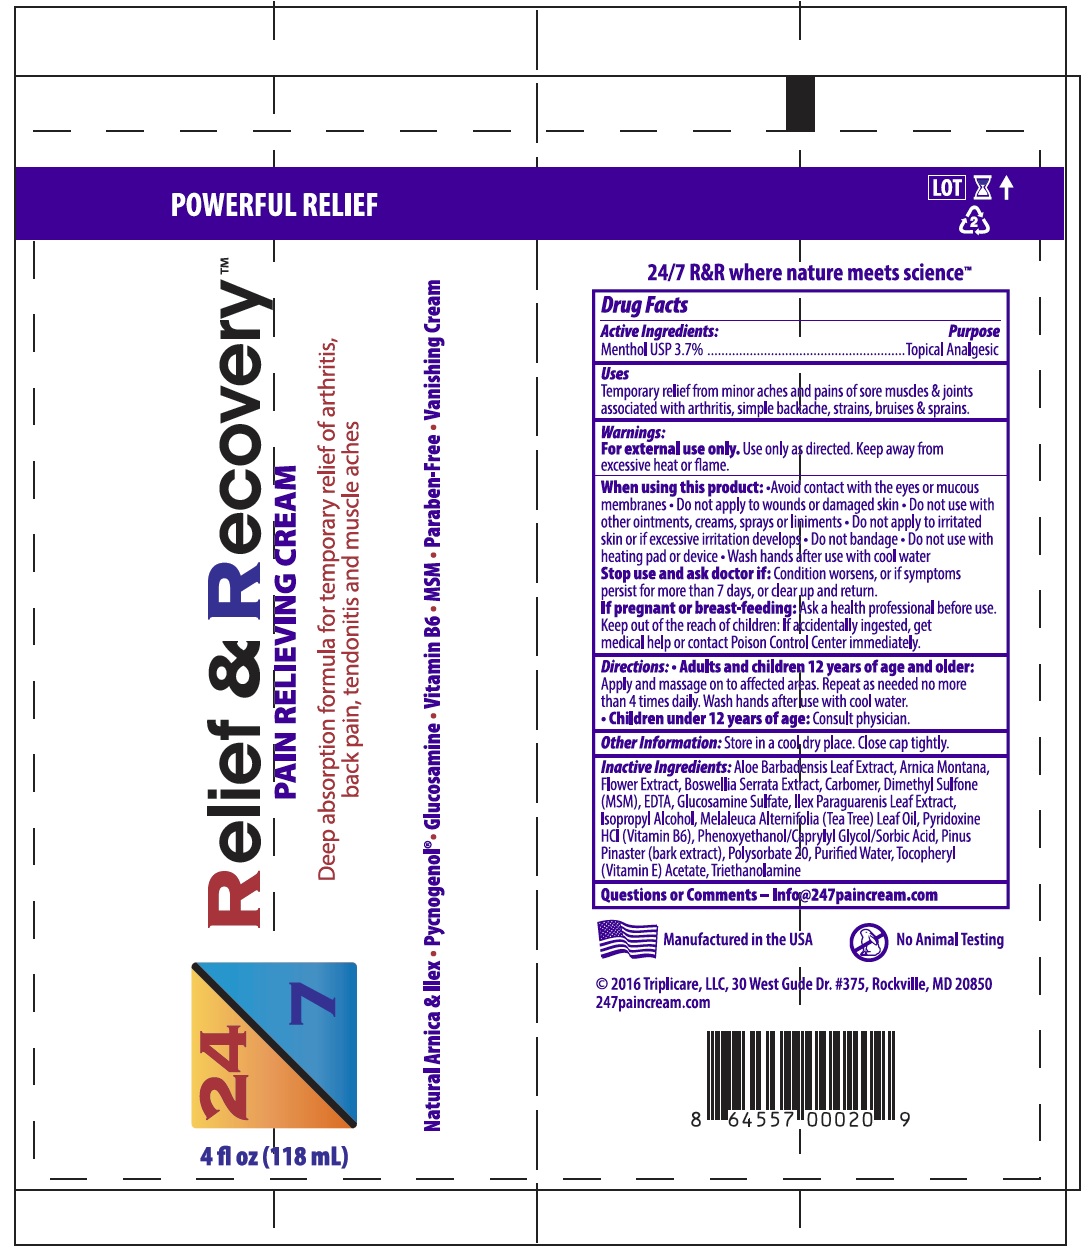 POWERFUL RELIEF
LOT
2
Relief & Recovery™
PAIN RELIEVING CREAM
Deep absorption formula for temporary relief of arthritis,
back pain, tendonitis and muscle aches
Natural Arnica & Ilex • Pycnogenol® • Glucosamine • Vitamin B6 • MSM • Paraben-Free • Vanishing Cream
24
7
4 fl oz (118 mL)
24/7 R&R where nature meets science™
Drug Facts
Active Ingredients: Purpose
Menthol USP 3.7% ........................................................Topical Analgesic
Uses
Temporary relief from minor aches and pains of sore muscles & joints
associated with arthritis, simple backache, strains, bruises & sprains.
Warnings:
For external use only. Use only as directed. Keep away from
excessive heat or flame.
When using this product: •Avoid contact with the eyes or mucous
membranes • Do not apply to wounds or damaged skin • Do not use with
other ointments, creams, sprays or liniments • Do not apply to irritated
skin or if excessive irritation develops • Do not bandage • Do not use with
heating pad or device • Wash hands after use with cool water
Stop use and ask doctor if: Condition worsens, or if symptoms
persist for more than 7 days, or clear up and return.
If pregnant or breast-feeding: Ask a health professional before use.
Keep out of the reach of children: If accidentally ingested, get
medical help or contact Poison Control Center immediately.
Directions: • Adults and children 12 years of age and older:
Apply and massage on to affected areas. Repeat as needed no more
than 4 times daily. Wash hands after use with cool water.
• Children under 12 years of age: Consult physician.
Other Information: Store in a cool dry place. Close cap tightly.
Inactive Ingredients: Aloe Barbadensis Leaf Extract, Arnica Montana,
Flower Extract, Boswellia Serrata Extract, Carbomer, Dimethyl Sulfone
(MSM), EDTA, Glucosamine Sulfate, Ilex Paraguarenis Leaf Extract,
Isopropyl Alcohol, Melaleuca Alternifolia (Tea Tree) Leaf Oil, Pyridoxine
HCl (Vitamin B6), Phenoxyethanol/Caprylyl Glycol/Sorbic Acid, Pinus
Pinaster (bark extract), Polysorbate 20, Purified Water, Tocopheryl
(Vitamin E) Acetate, Triethanolamine
Questions or Comments – Info@247paincream.com
Manufactured in the USA
No Animal Testing
© 2016 Triplicare, LLC, 30 West Gude Dr. #375, Rockville, MD 20850
247paincream.com
8 64557 00020 9